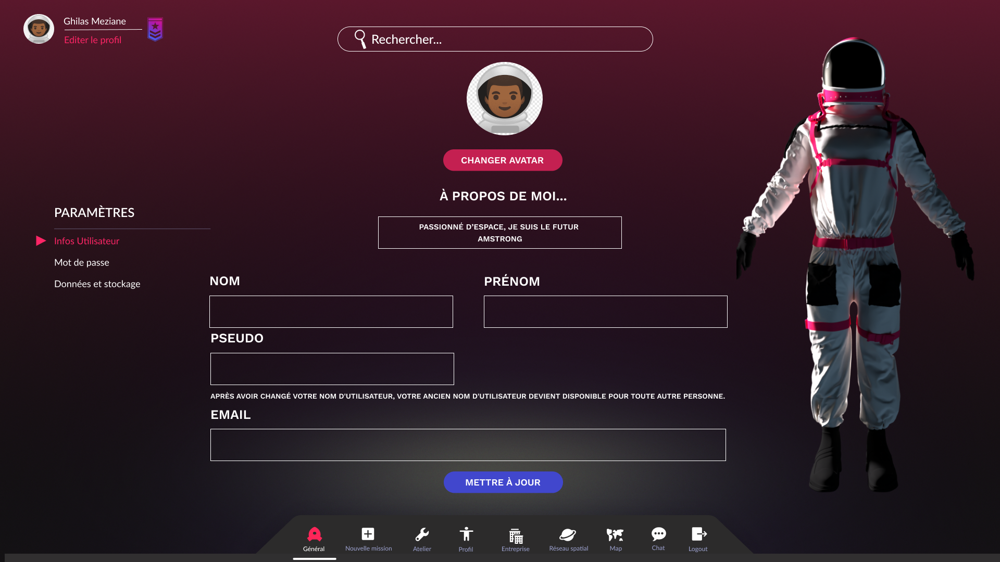 Ghilas Meziane
Editer le profil
Rechercher...
CHANGER AVATAR
À PROPOS DE MOI...
PASSIONNÉ D’ESPACE, JE SUIS LE FUTUR
AMSTRONG
PARAMÈTRES
Infos Utilisateur
Mot de passe
Données et stockage
NOM
PRÉNOM
PSEUDO
APRÈS AVOIR CHANGÉ VOTRE NOM D'UTILISATEUR, VOTRE ANCIEN NOM D'UTILISATEUR DEVIENT DISPONIBLE POUR TOUTE AUTRE PERSONNE.
EMAIL
METTRE À JOUR
Général
Nouvelle mission
Atelier
Profil
Entreprise
Réseau spatial
Map
Chat
Logout